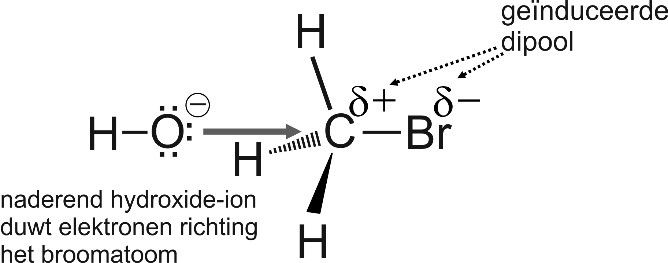 geïnduceerde
dipool
H
δ+ δ−
H–O:⊖ C–Br
H
H
naderend hydroxide-ion
duwt elektronen richting
het broomatoom